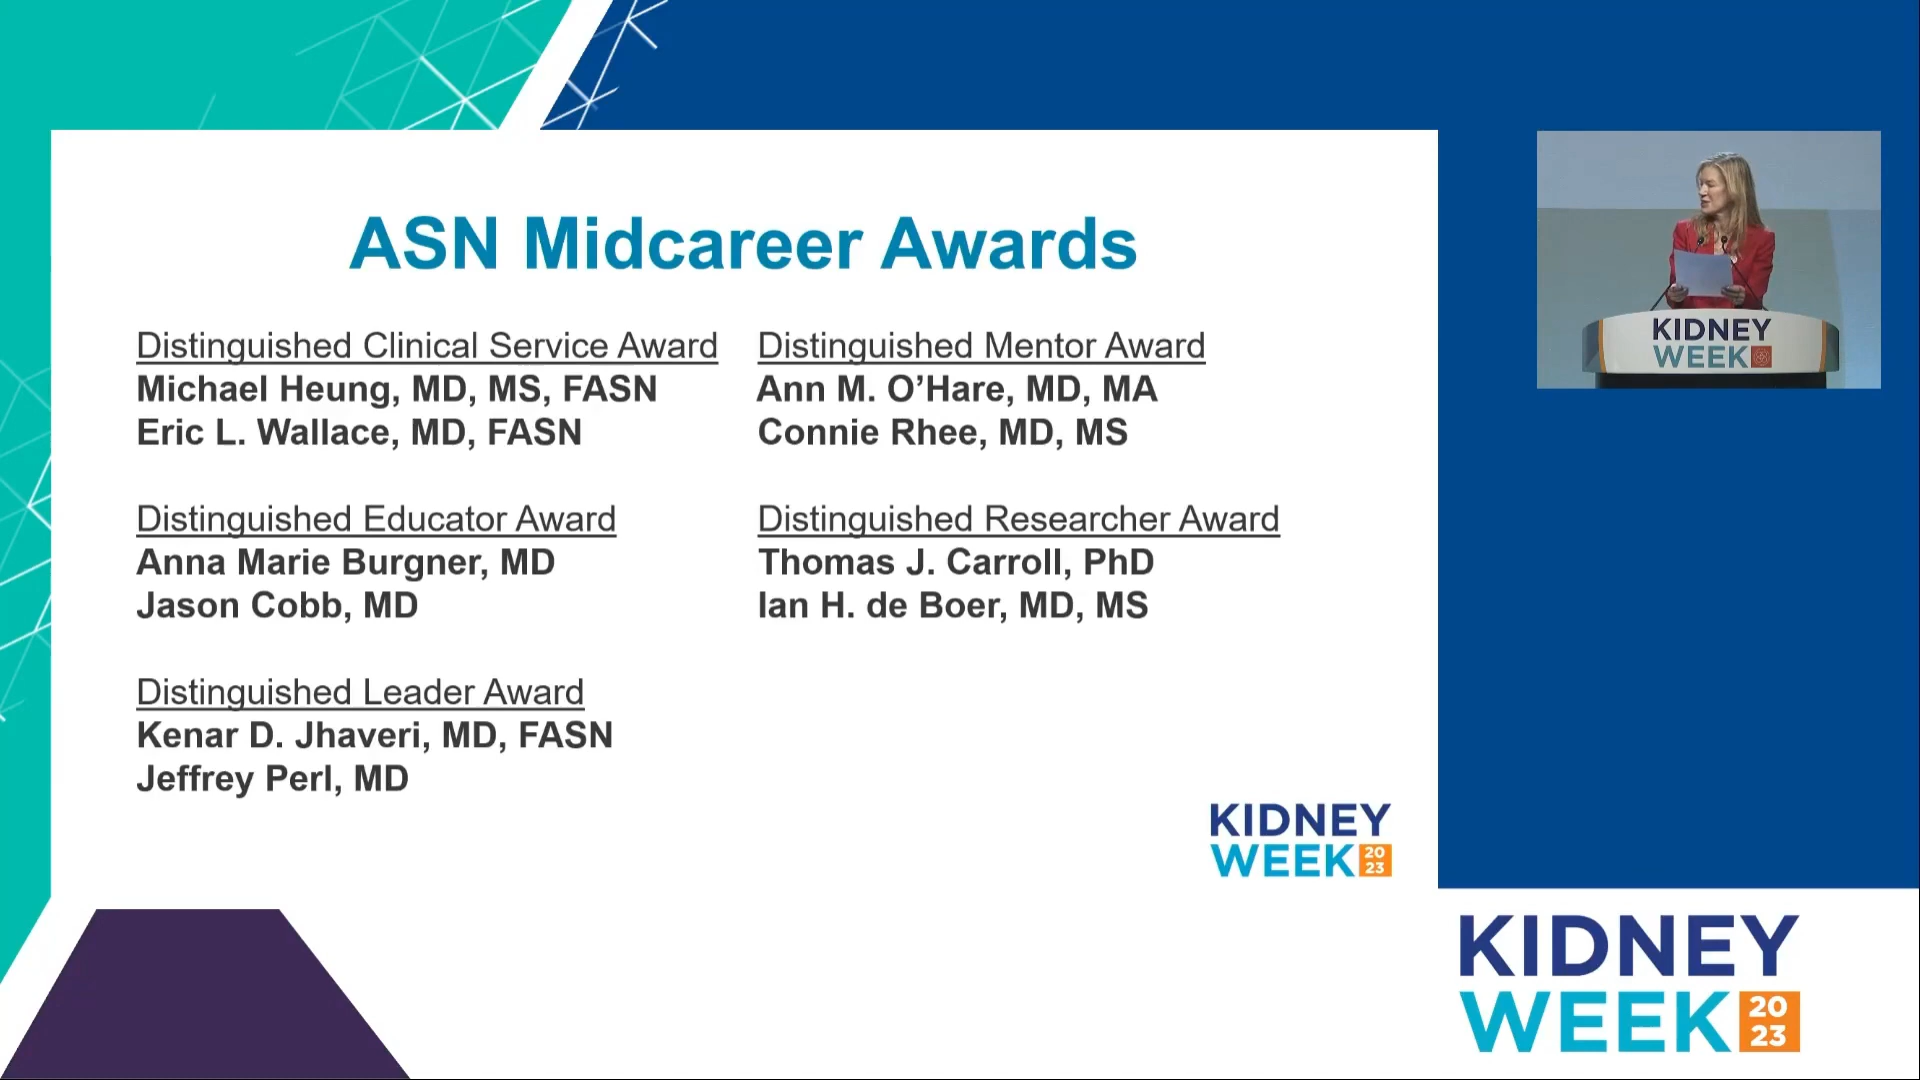 ASN Midcareer Awards
Distinguished Clinical Service Award
Michael Heung, MD, MS, FASN
Eric L. Wallace, MD, FASN
Distinguished Educator Award
Anna Marie Burgner, MD
Jason Cobb, MD
Distinguished Leader Award
Kenar D. Jhaveri, MD, FASN
Jeffrey Perl, MD
Distinguished Mentor Award
Ann M. O’Hare, MD, MA
Connie Rhee, MD, MS
Distinguished Researcher Award
Thomas J. Carroll, PhD
Ian H. de Boer, MD, MS
KIDNEY
WEEK 20
23
KIDNEY
WEEK
KIDNEY
WEEK 20
23